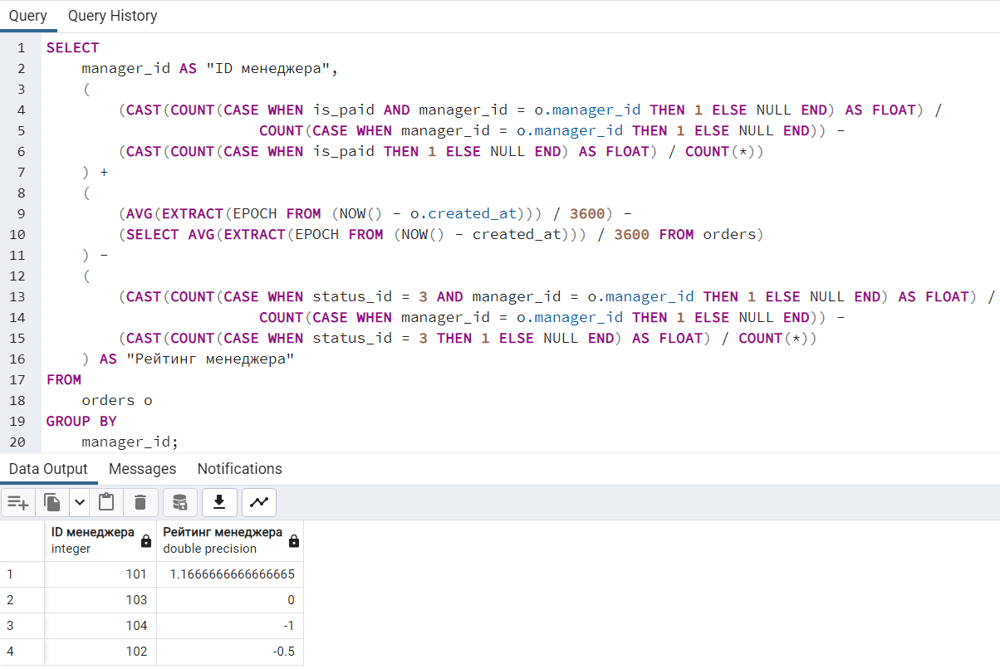 Query Query History
1 SELECT
2 manager_id AS "ID менеджера",
3 (
4 (CAST(COUNT(CASE WHEN is_paid AND manager_id = o.manager_id THEN 1 ELSE NULL END) AS FLOAT) /
5 COUNT(CASE WHEN manager_id = o.manager_id THEN 1 ELSE NULL END)) -
6 (CAST(COUNT(CASE WHEN is_paid THEN 1 ELSE NULL END) AS FLOAT) / COUNT(*))
7 ) +
8 (
9 (AVG(EXTRACT(EPOCH FROM (NOW() - o.created_at))) / 3600) -
10 (SELECT AVG(EXTRACT(EPOCH FROM (NOW() - created_at))) / 3600 FROM orders)
11 ) -
12 (
13 (CAST(COUNT(CASE WHEN status_id = 3 AND manager_id = o.manager_id THEN 1 ELSE NULL END) AS FLOAT) /
14 COUNT(CASE WHEN manager_id = o.manager_id THEN 1 ELSE NULL END)) -
15 (CAST(COUNT(CASE WHEN status_id = 3 THEN 1 ELSE NULL END) AS FLOAT) / COUNT(*))
16 ) AS "Рейтинг менеджера"
17 FROM
18 orders o
19 GROUP BY
20 manager_id;
Data Output Messages Notifications
ID менеджера Рейтинг менеджера
integer double precision
1 101 1.1666666666666665
2 103 0
3 104 -1
4 102 -0.5